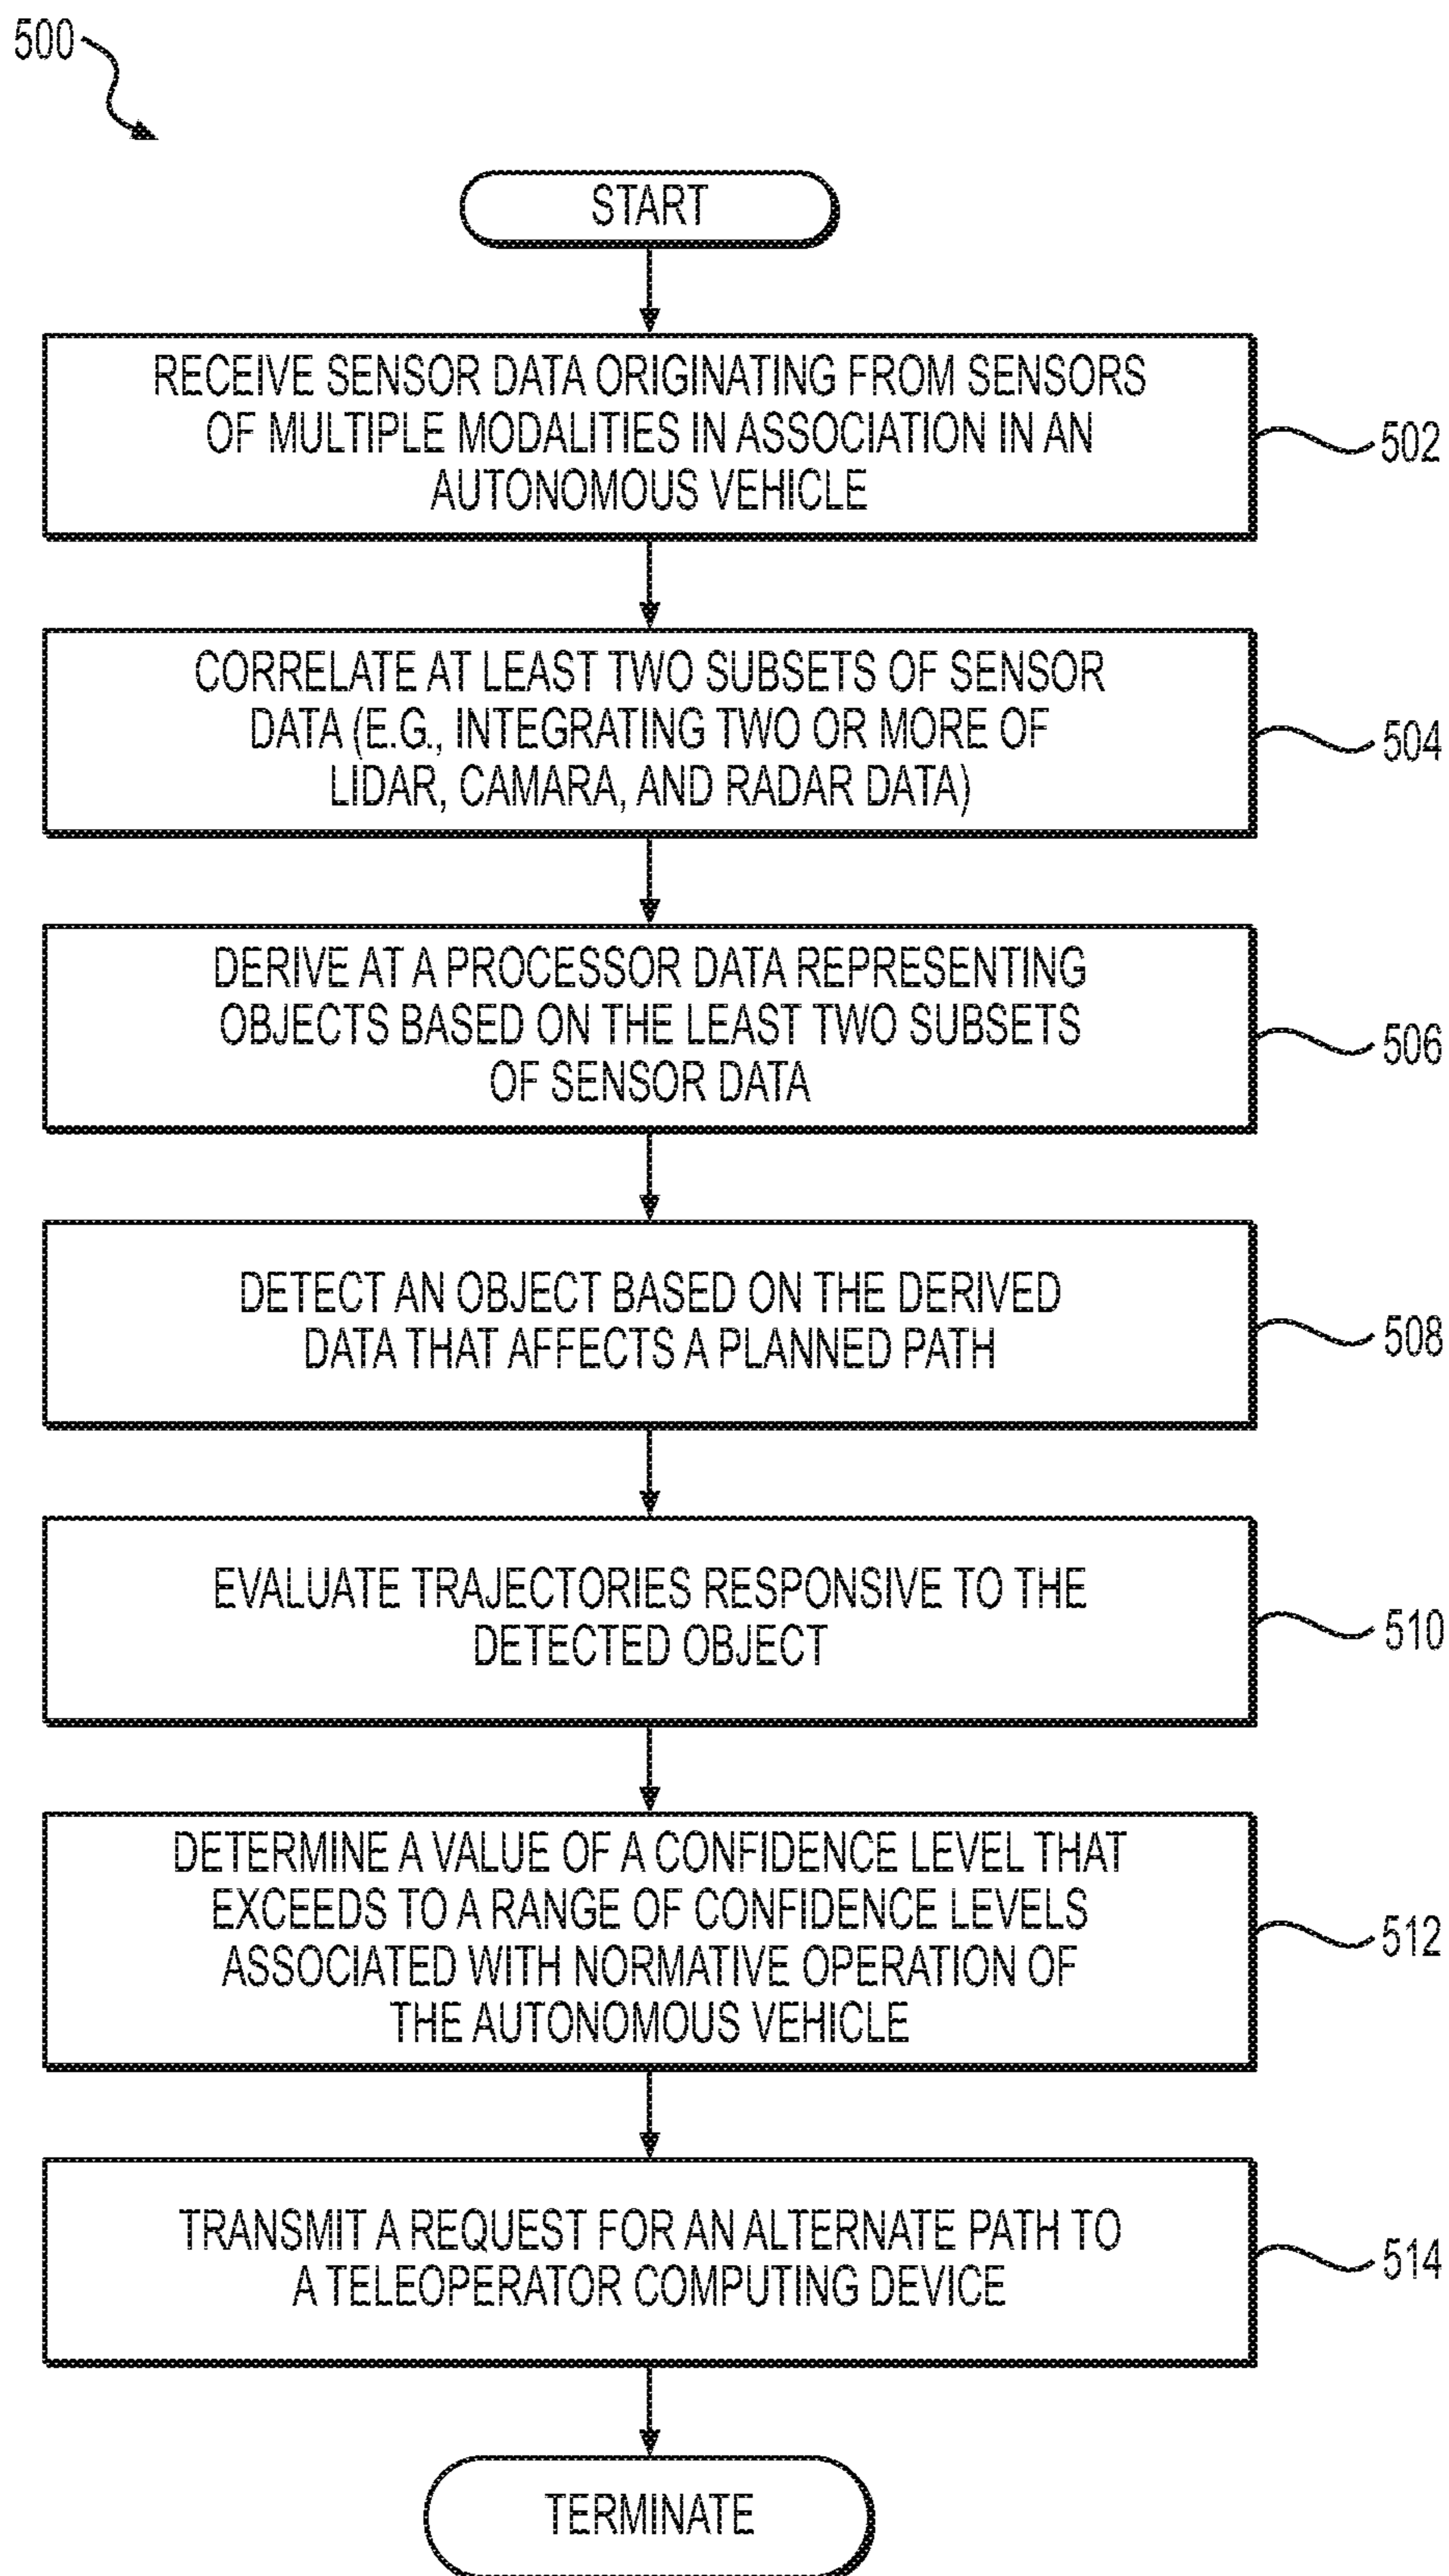 500
START
RECEIVE SENSOR DATA ORIGINATING FROM SENSORS
OF MULTIPLE MODALITIES IN ASSOCIATION IN AN
AUTONOMOUS VEHICLE
502
CORRELATE AT LEAST TWO SUBSETS OF SENSOR
DATA (E.G., INTEGRATING TWO OR MORE OF
LIDAR, CAMARA, AND RADAR DATA)
504
DERIVE AT A PROCESSOR DATA REPRESENTING
OBJECTS BASED ON THE LEAST TWO SUBSETS
OF SENSOR DATA
506
DETECT AN OBJECT BASED ON THE DERIVED
DATA THAT AFFECTS A PLANNED PATH
508
EVALUATE TRAJECTORIES RESPONSIVE TO THE
DETECTED OBJECT
510
DETERMINE A VALUE OF A CONFIDENCE LEVEL THAT
EXCEEDS TO A RANGE OF CONFIDENCE LEVELS
ASSOCIATED WITH NORMATIVE OPERATION OF
THE AUTONOMOUS VEHICLE
512
TRANSMIT A REQUEST FOR AN ALTERNATE PATH TO
A TELEOPERATOR COMPUTING DEVICE
514
TERMINATE